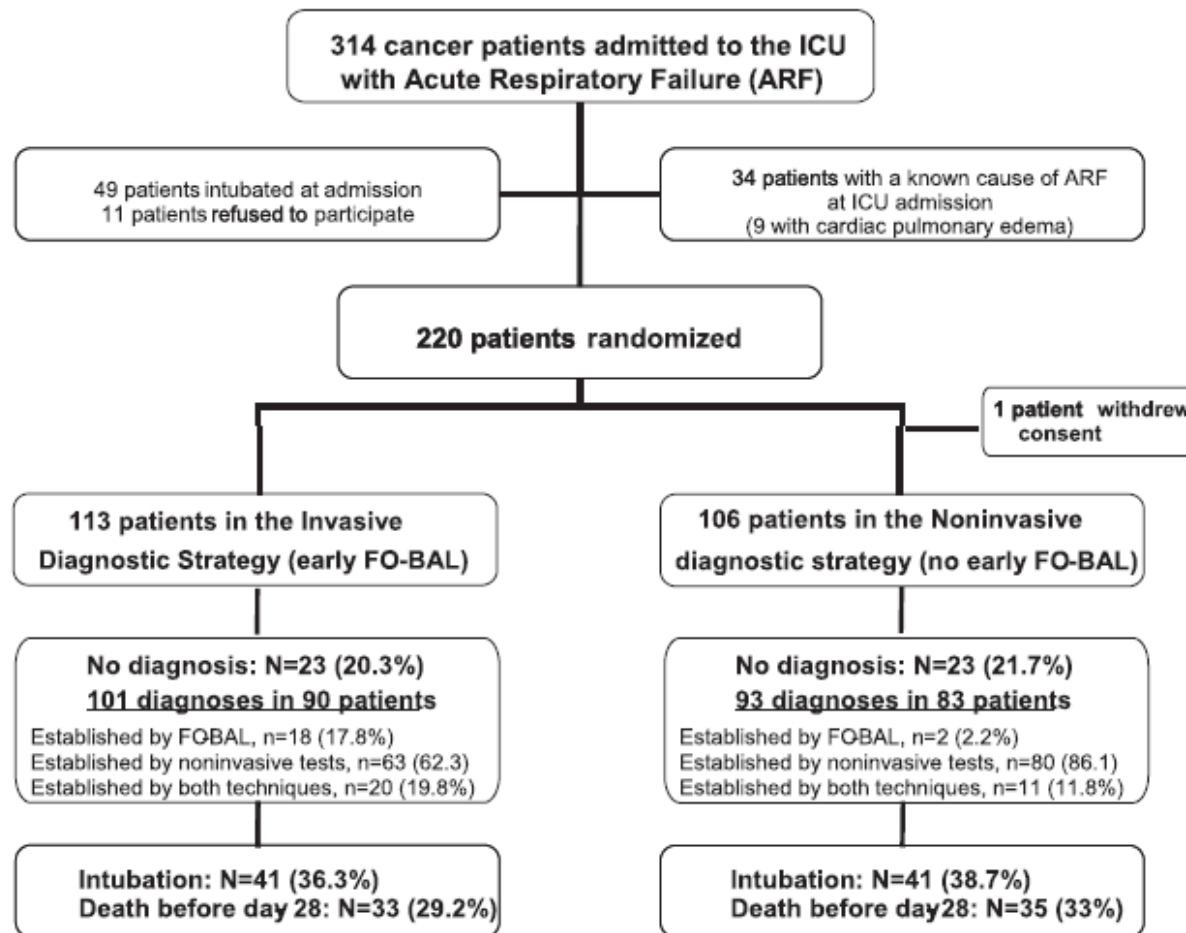 314 cancer patients admitted to the ICU
with Acute Respiratory Failure (ARF)
49 patients intubated at admission
11 patients refused to participate
34 patients with a known cause of ARF
at ICU admission
(9 with cardiac pulmonary edema)
220 patients randomized
1 patient withdrew
consent
113 patients in the Invasive
Diagnostic Strategy (early FO-BAL)
106 patients in the Noninvasive
diagnostic strategy (no early FO-BAL)
No diagnosis: N=23 (20.3%)
101 diagnoses in 90 patients
Established by FO-BAL, n=18 (17.8%)
Established by noninvasive tests, n=63 (62.3)
Established by both techniques, n=20 (19.8%)
No diagnosis: N=23 (21.7%)
93 diagnoses in 83 patients
Established by FO-BAL, n=2 (2.2%)
Established by noninvasive tests, n=80 (86.1)
Established by both techniques, n=11 (11.8%)
Intubation: N=41 (36.3%)
Death before day 28: N=33 (29.2%)
Intubation: N=41 (38.7%)
Death before day 28: N=35 (33%)